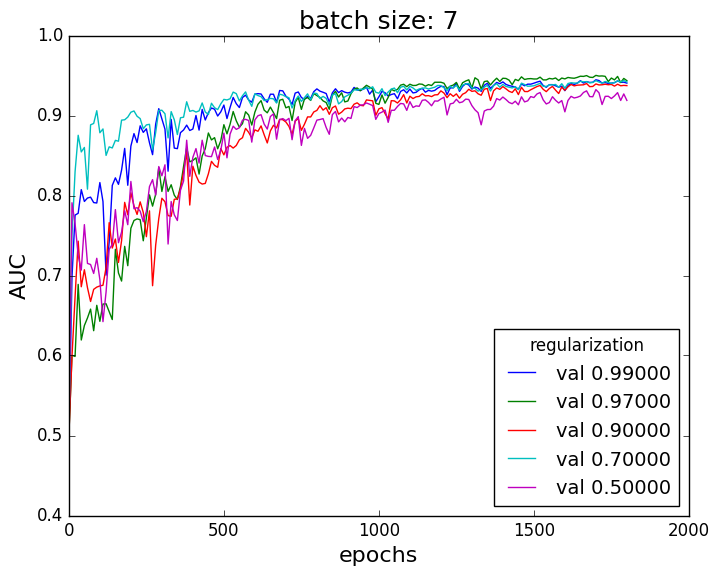 batch size: 7
1.0
0.9
0.8
0.7
0.6
0.5
0.4
AUC
0
500
1000
1500
2000
epochs
regularization
val 0.99000
val 0.97000
val 0.90000
val 0.70000
val 0.50000